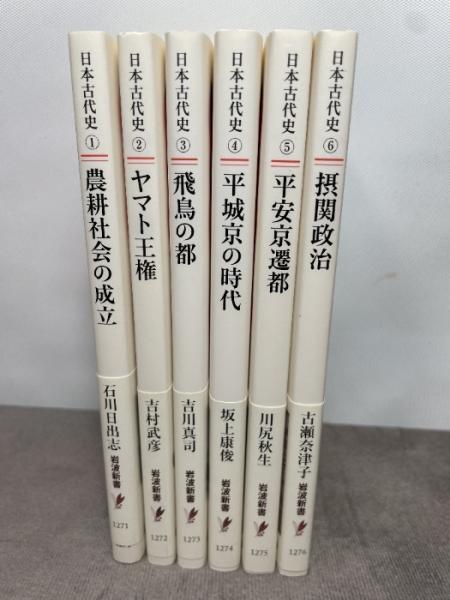 日本古代史①
農耕社会の成立
石川日出志
岩波新書
1271
日本古代史②
ヤマト王権
吉村武彦
岩波新書
1272
日本古代史③
飛鳥の都
吉川真司
岩波新書
1273
日本古代史④
平城京の時代
坂上康俊
岩波新書
1274
日本古代史⑤
平安京遷都
川尻秋生
岩波新書
1275
日本古代史⑥
摂関政治
古瀬奈津子
岩波新書
1276